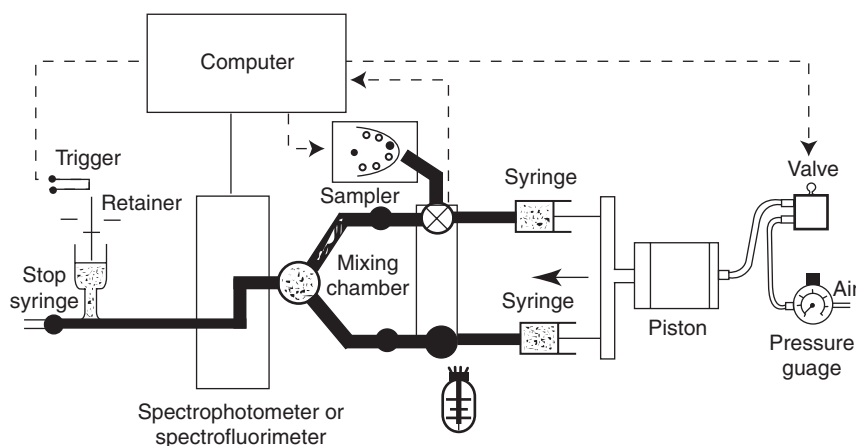 Computer
Trigger
Retainer
Sampler
Syringe
Valve
Stop
syringe
Mixing
chamber
Syringe
Piston
Air
Pressure
guage
Spectrophotometer or
spectrofluorimeter